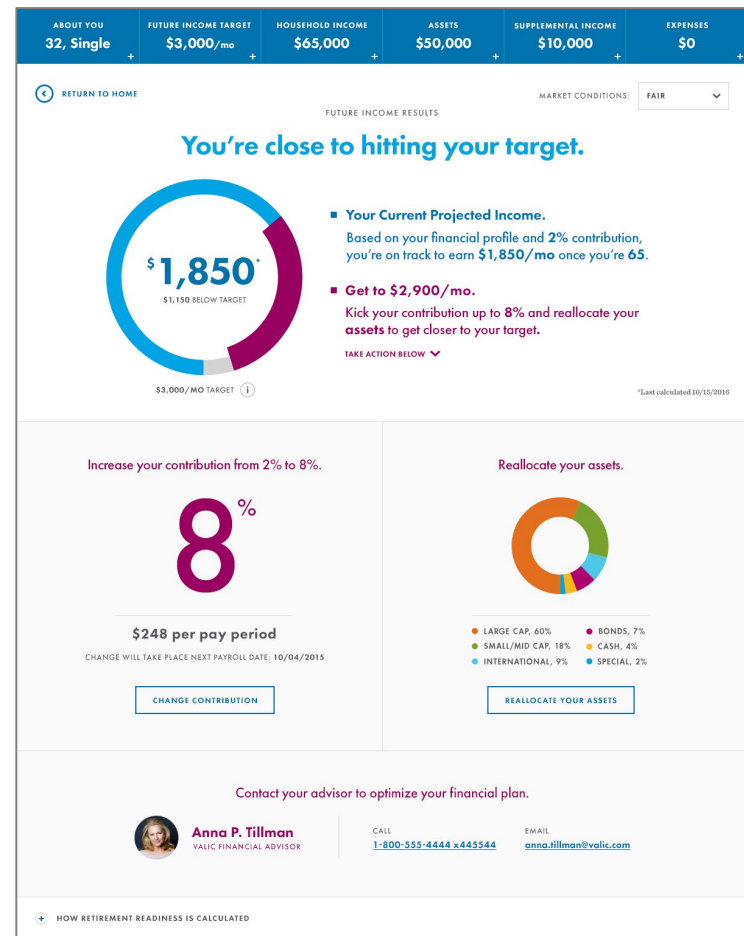 ABOUT YOU
32, Single
+
FUTURE INCOME TARGET
$3,000/mo
+
HOUSEHOLD INCOME
$65,000
+
ASSETS
$50,000
+
SUPPLEMENTAL INCOME
$10,000
+
EXPENSES
$0
+
RETURN TO HOME
MARKET CONDITIONS:
FAIR
FUTURE INCOME RESULTS
You're close to hitting your target.
$1,850*
$1,150 BELOW TARGET
$3,000/MO TARGET i
Your Current Projected Income.
Based on your financial profile and 2% contribution,
you're on track to earn $1,850/mo once you're 65.
Get to $2,900/mo.
Kick your contribution up to 8% and reallocate your
assets to get closer to your target.
TAKE ACTION BELOW
*Last calculated 10/15/2016
Increase your contribution from 2% to 8%.
8%
$248 per pay period
CHANGE WILL TAKE PLACE NEXT PAYROLL DATE: 10/04/2015
CHANGE CONTRIBUTION
Reallocate your assets.
LARGE CAP, 60%
SMALL/MID CAP, 18%
INTERNATIONAL, 9%
BONDS, 7%
CASH, 4%
SPECIAL, 2%
REALLOCATE YOUR ASSETS
Contact your advisor to optimize your financial plan.
Anna P. Tillman
VALIC FINANCIAL ADVISOR
CALL
1-800-555-4444 x445544
EMAIL
anna.tillman@valic.com
+ HOW RETIREMENT READINESS IS CALCULATED